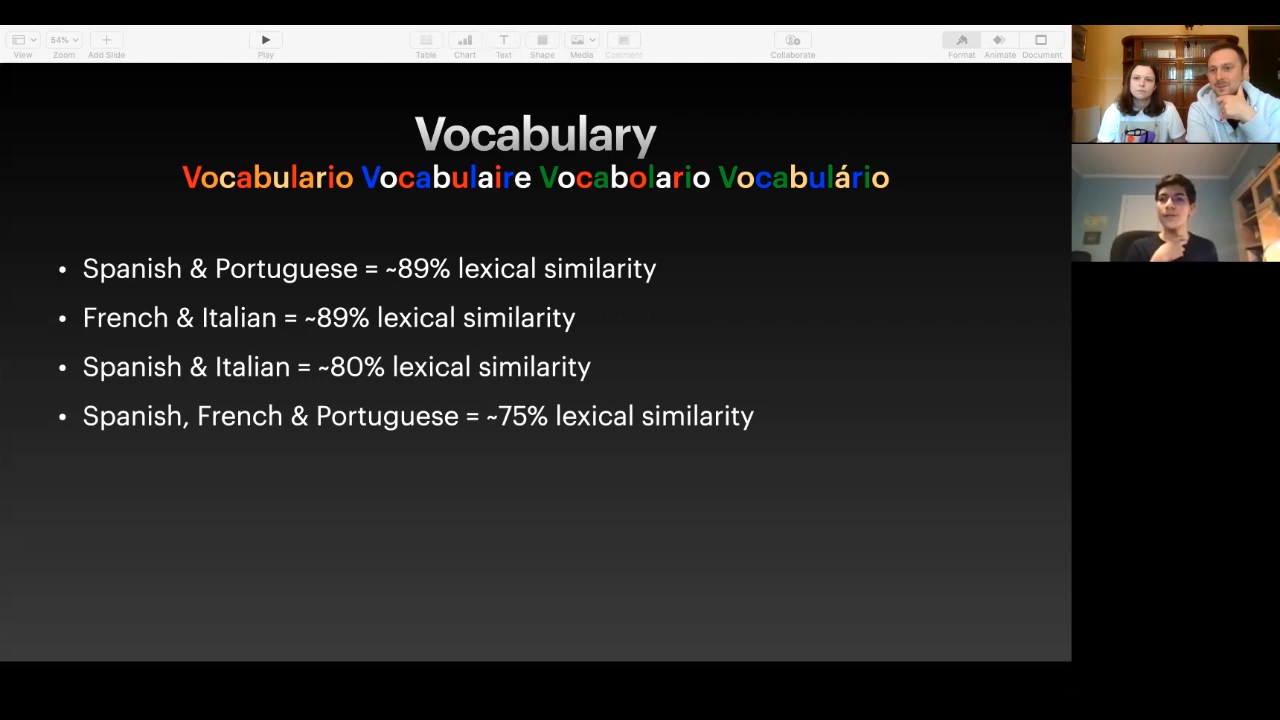 54%
View
Zoom
Add Slide
Play
Table
Chart
Text
Shape
Media
Comment
Collaborate
Format
Animate
Document
Vocabulary
Vocabulario Vocabulaire Vocabolario Vocabulário
• Spanish & Portuguese = ~89% lexical similarity
• French & Italian = ~89% lexical similarity
• Spanish & Italian = ~80% lexical similarity
• Spanish, French & Portuguese = ~75% lexical similarity